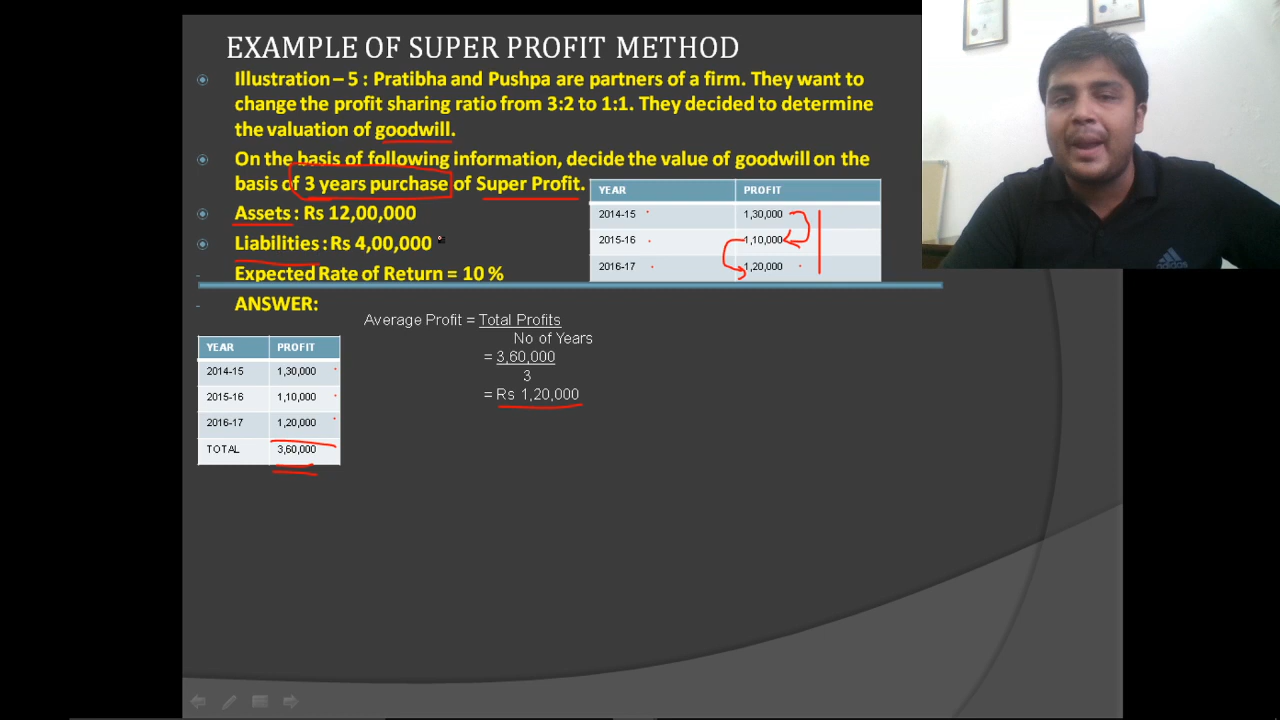 EXAMPLE OF SUPER PROFIT METHOD
Illustration – 5 : Pratibha and Pushpa are partners of a firm. They want to
change the profit sharing ratio from 3:2 to 1:1. They decided to determine
the valuation of goodwill.
On the basis of following information, decide the value of goodwill on the
basis of 3 years purchase of Super Profit.
Assets : Rs 12,00,000
Liabilities : Rs 4,00,000
Expected Rate of Return = 10 %
YEAR PROFIT
2014-15 1,30,000
2015-16 1,10,000
2016-17 1,20,000
ANSWER:
YEAR PROFIT
2014-15 1,30,000
2015-16 1,10,000
2016-17 1,20,000
TOTAL 3,60,000
Average Profit = Total Profits
No of Years
= 3,60,000
3
= Rs 1,20,000
adidas